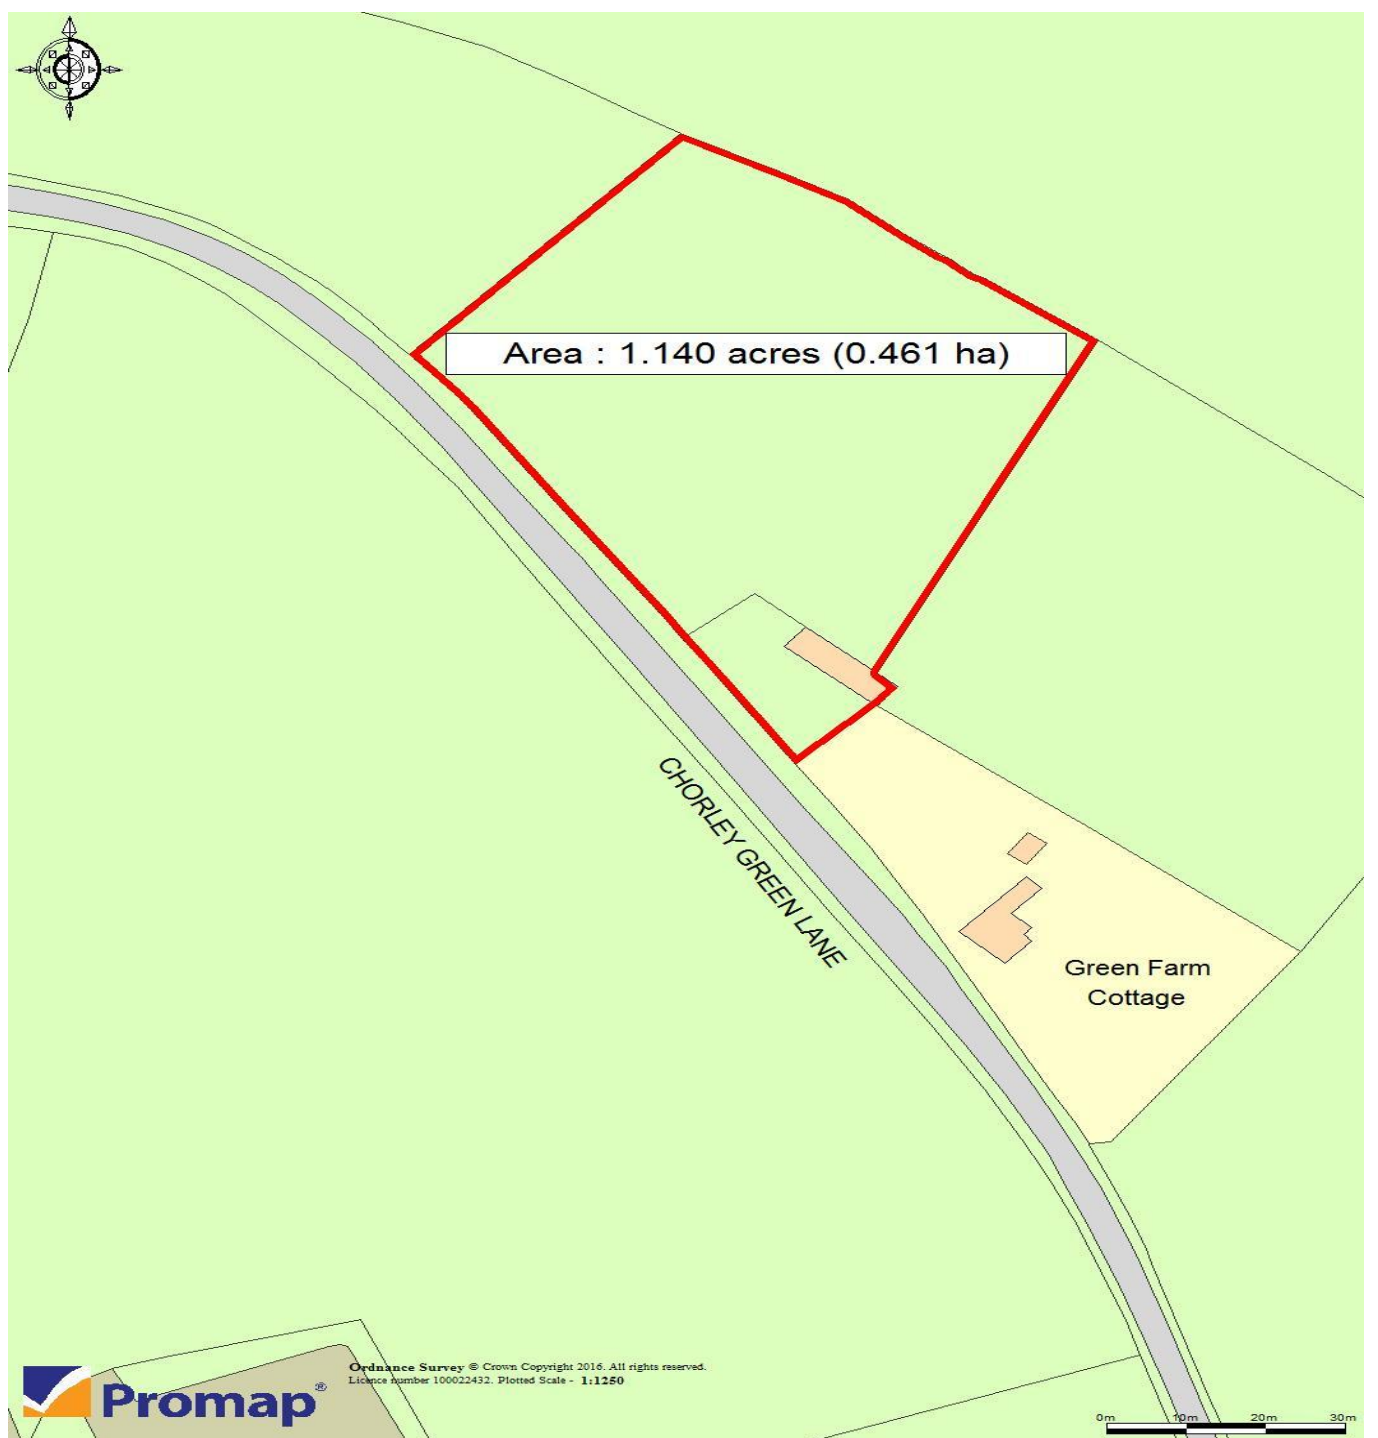 Area : 1.140 acres (0.461 ha)
CHORLEY GREEN LANE
Green Farm
Cottage
Promap®
Ordnance Survey © Crown Copyright 2016. All rights reserved.
Licence number 100022432. Plotted Scale - 1:1250
0m 10m 20m 30m